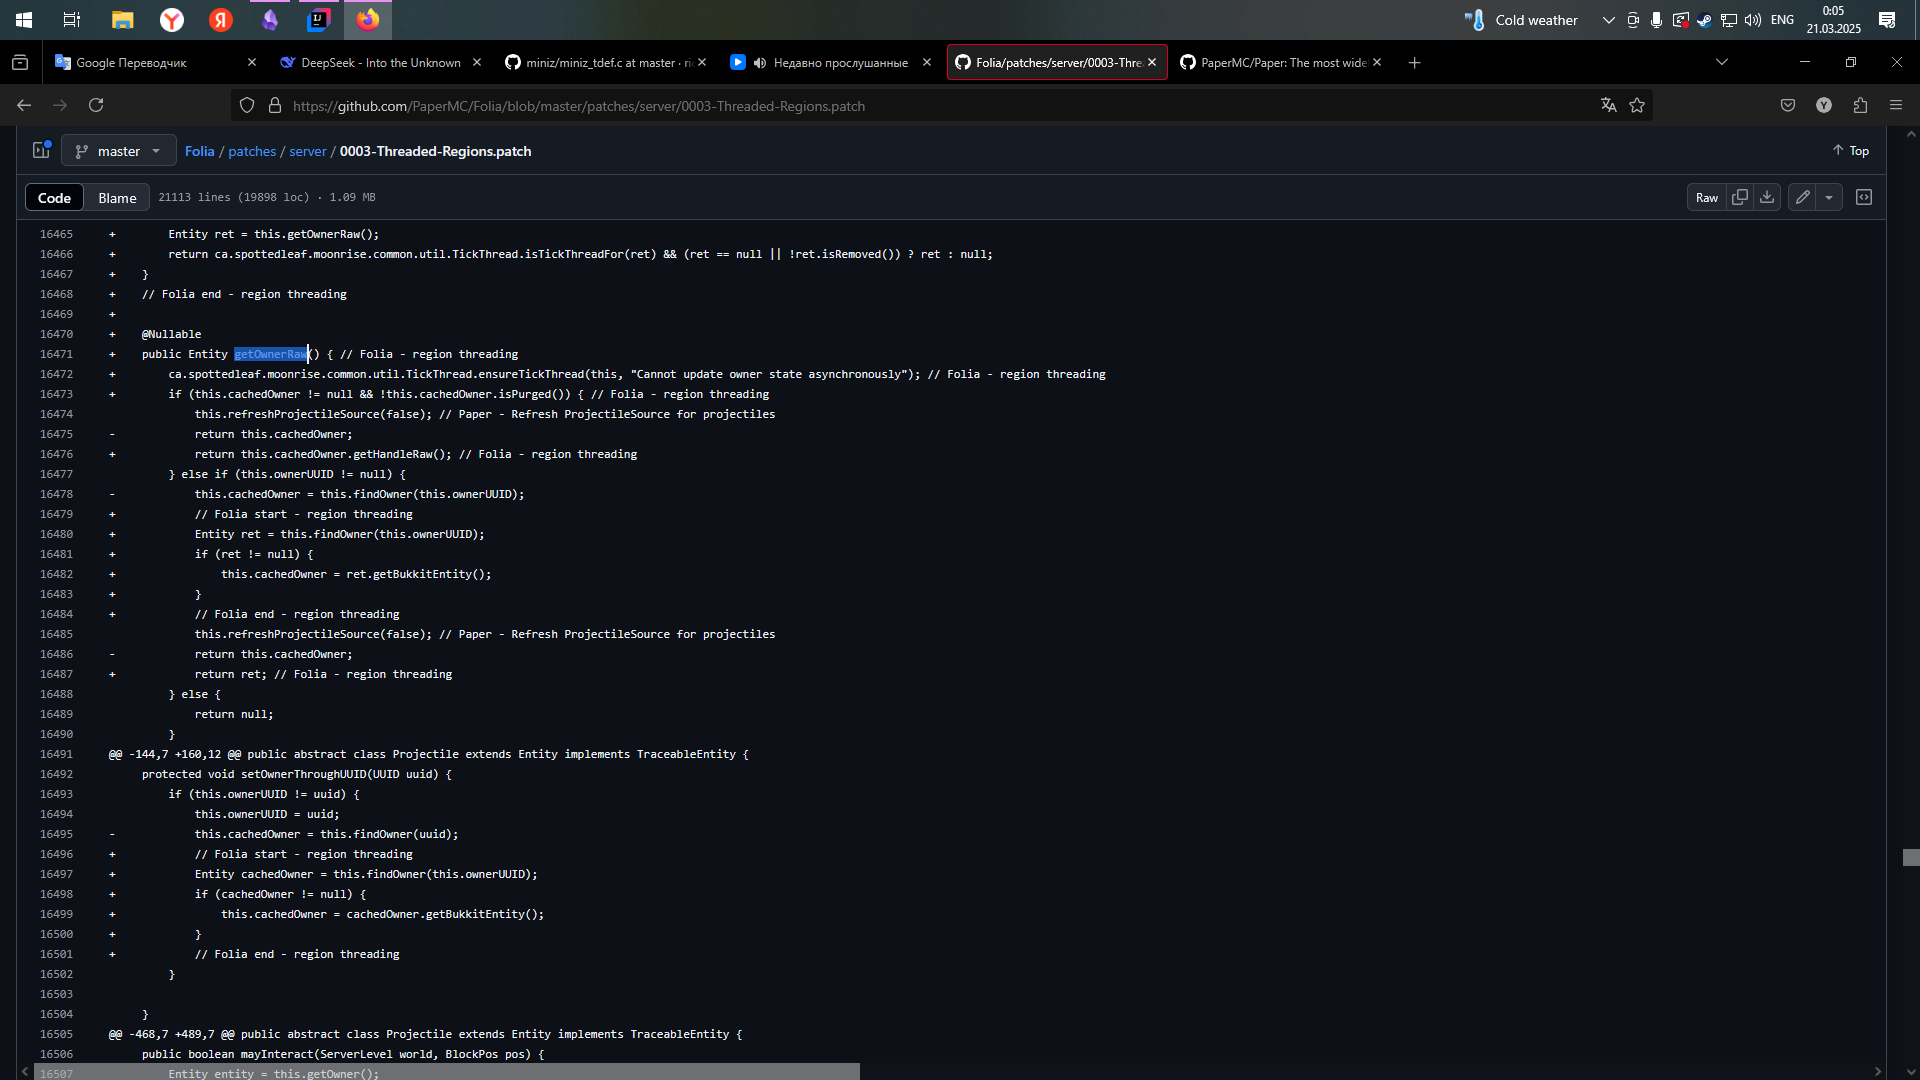 Cold weather
ENG
0:05
21.03.2025
Google Переводчик
DeepSeek - Into the Unknown
miniz/miniz_tdef.c at master · ri
Недавно прослушанные
Folia/patches/server/0003-Thre
PaperMC/Paper: The most wide
https://github.com/PaperMC/Folia/blob/master/patches/server/0003-Threaded-Regions.patch
master
Folia / patches / server / 0003-Threaded-Regions.patch
Top
Code
Blame
21113 lines (19898 loc) · 1.09 MB
Raw
16465 + Entity ret = this.getOwnerRaw();
16466 + return ca.spottedleaf.moonrise.common.util.TickThread.isTickThreadFor(ret) && (ret == null || !ret.isRemoved()) ? ret : null;
16467 + }
16468 + // Folia end - region threading
16469 +
16470 + @Nullable
16471 + public Entity getOwnerRaw() { // Folia - region threading
16472 + ca.spottedleaf.moonrise.common.util.TickThread.ensureTickThread(this, "Cannot update owner state asynchronously"); // Folia - region threading
16473 + if (this.cachedOwner != null && !this.cachedOwner.isPurged()) { // Folia - region threading
16474 this.refreshProjectileSource(false); // Paper - Refresh ProjectileSource for projectiles
16475 - return this.cachedOwner;
16476 + return this.cachedOwner.getHandleRaw(); // Folia - region threading
16477 } else if (this.ownerUUID != null) {
16478 - this.cachedOwner = this.findOwner(this.ownerUUID);
16479 + // Folia start - region threading
16480 + Entity ret = this.findOwner(this.ownerUUID);
16481 + if (ret != null) {
16482 + this.cachedOwner = ret.getBukkitEntity();
16483 + }
16484 + // Folia end - region threading
16485 this.refreshProjectileSource(false); // Paper - Refresh ProjectileSource for projectiles
16486 - return this.cachedOwner;
16487 + return ret; // Folia - region threading
16488 } else {
16489 return null;
16490 }
16491 @@ -144,7 +160,12 @@ public abstract class Projectile extends Entity implements TraceableEntity {
16492 protected void setOwnerThroughUUID(UUID uuid) {
16493 if (this.ownerUUID != uuid) {
16494 this.ownerUUID = uuid;
16495 - this.cachedOwner = this.findOwner(uuid);
16496 + // Folia start - region threading
16497 + Entity cachedOwner = this.findOwner(this.ownerUUID);
16498 + if (cachedOwner != null) {
16499 + this.cachedOwner = cachedOwner.getBukkitEntity();
16500 + }
16501 + // Folia end - region threading
16502 }
16503
16504 }
16505 @@ -468,7 +489,7 @@ public abstract class Projectile extends Entity implements TraceableEntity {
16506 public boolean mayInteract(ServerLevel world, BlockPos pos) {
16507 Entity entity = this.getOwner();